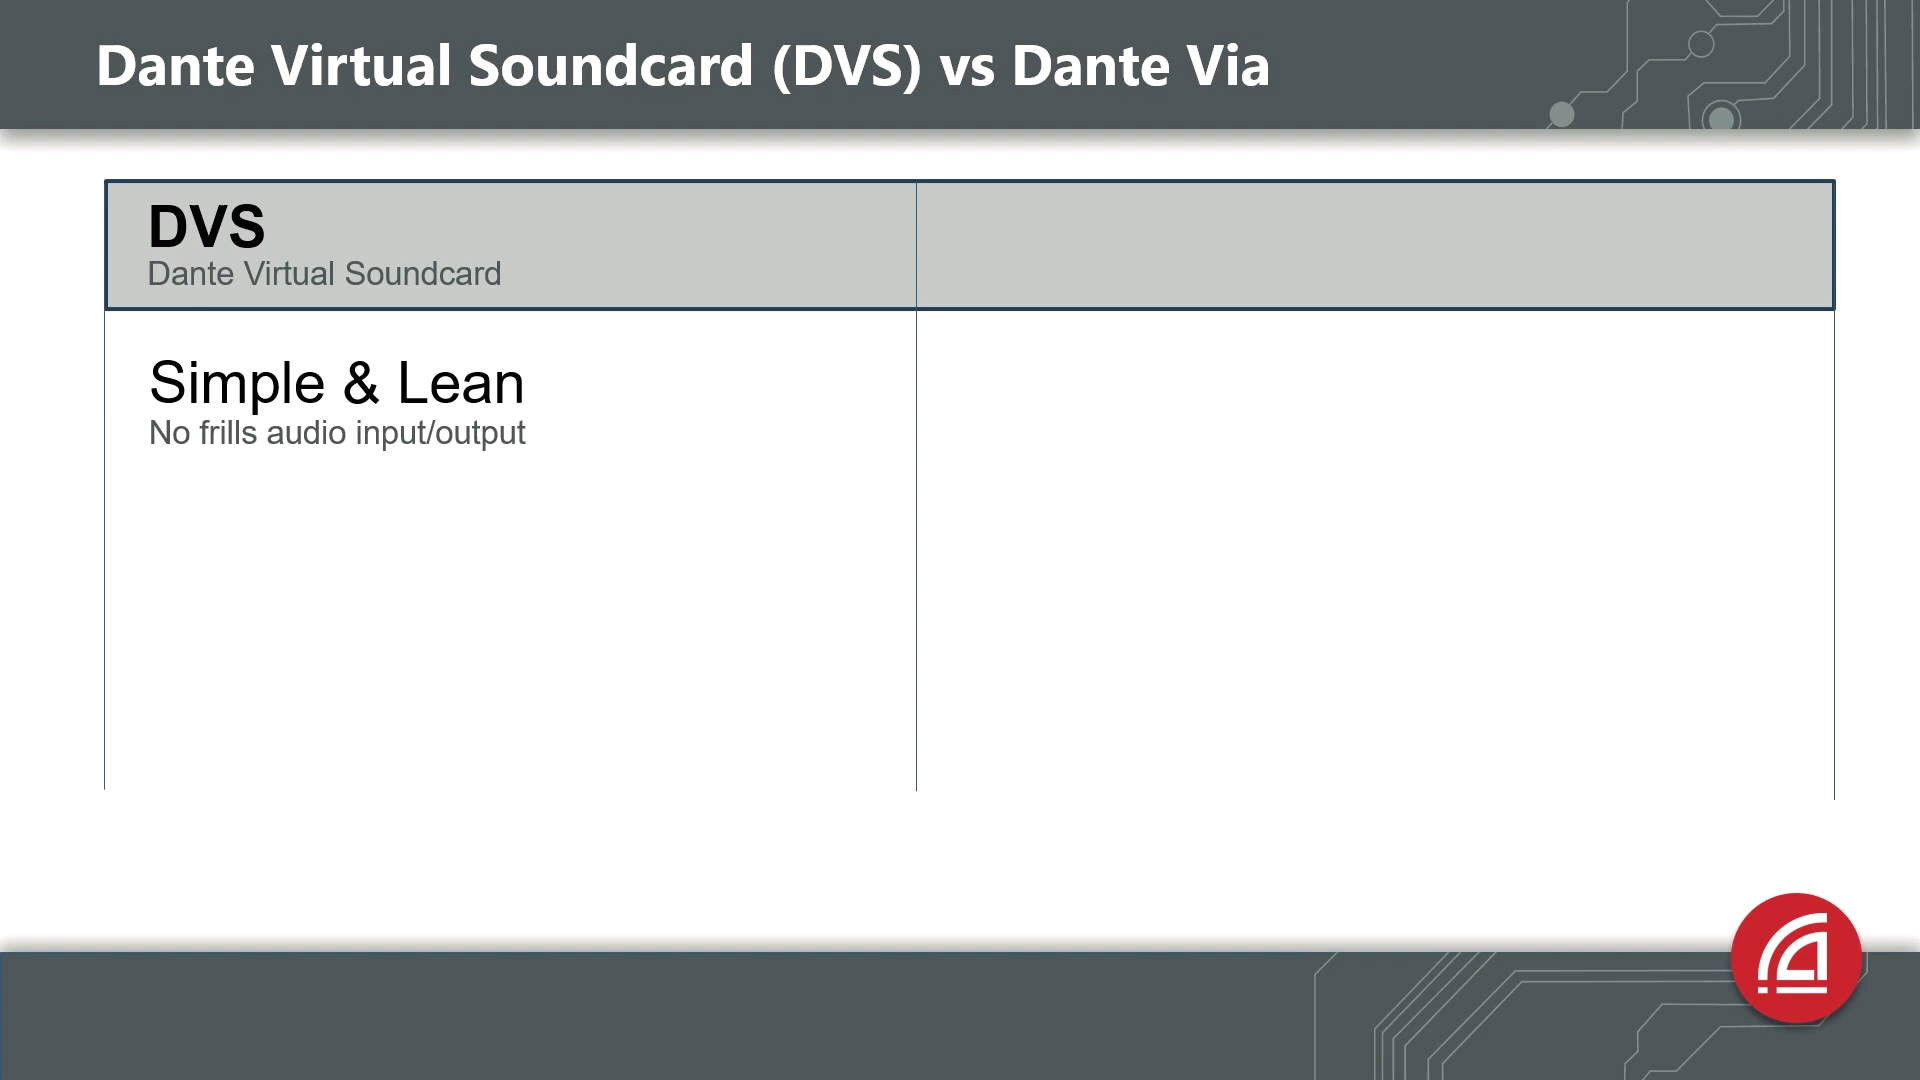 Dante Virtual Soundcard (DVS) vs Dante Via
DVS
Dante Virtual Soundcard
Simple & Lean
No frills audio input/output